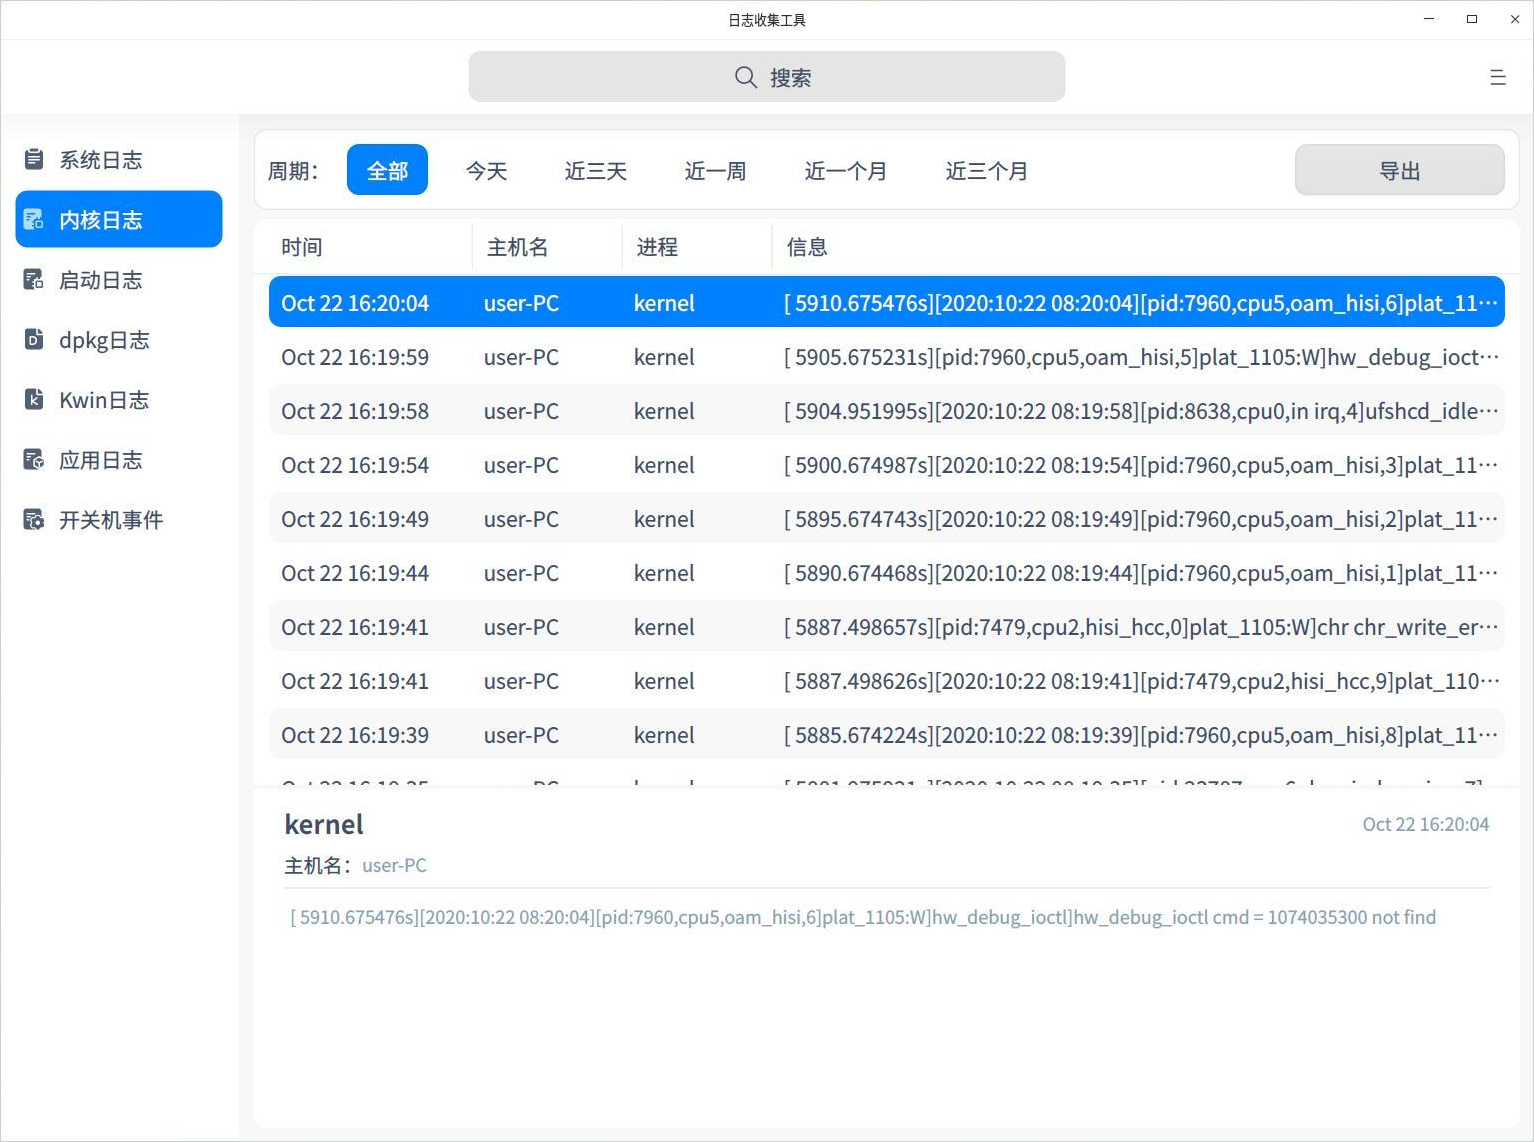 日志收集工具
搜索
系统日志
内核日志
启动日志
dpkg日志
Kwin日志
应用日志
开关机事件
周期： 全部 今天 近三天 近一周 近一个月 近三个月 导出
时间 主机名 进程 信息
Oct 22 16:20:04 user-PC kernel [ 5910.675476s][2020:10:22 08:20:04][pid:7960,cpu5,oam_hisi,6]plat_11···
Oct 22 16:19:59 user-PC kernel [ 5905.675231s][pid:7960,cpu5,oam_hisi,5]plat_1105:W]hw_debug_ioct···
Oct 22 16:19:58 user-PC kernel [ 5904.951995s][2020:10:22 08:19:58][pid:8638,cpu0,in irq,4]ufshcd_idle···
Oct 22 16:19:54 user-PC kernel [ 5900.674987s][2020:10:22 08:19:54][pid:7960,cpu5,oam_hisi,3]plat_11···
Oct 22 16:19:49 user-PC kernel [ 5895.674743s][2020:10:22 08:19:49][pid:7960,cpu5,oam_hisi,2]plat_11···
Oct 22 16:19:44 user-PC kernel [ 5890.674468s][2020:10:22 08:19:44][pid:7960,cpu5,oam_hisi,1]plat_11···
Oct 22 16:19:41 user-PC kernel [ 5887.498657s][pid:7479,cpu2,hisi_hcc,0]plat_1105:W]chr chr_write_er···
Oct 22 16:19:41 user-PC kernel [ 5887.498626s][2020:10:22 08:19:41][pid:7479,cpu2,hisi_hcc,9]plat_110···
Oct 22 16:19:39 user-PC kernel [ 5885.674224s][2020:10:22 08:19:39][pid:7960,cpu5,oam_hisi,8]plat_11···
kernel Oct 22 16:20:04
主机名： user-PC
[ 5910.675476s][2020:10:22 08:20:04][pid:7960,cpu5,oam_hisi,6]plat_1105:W]hw_debug_ioctl]hw_debug_ioctl cmd = 1074035300 not find